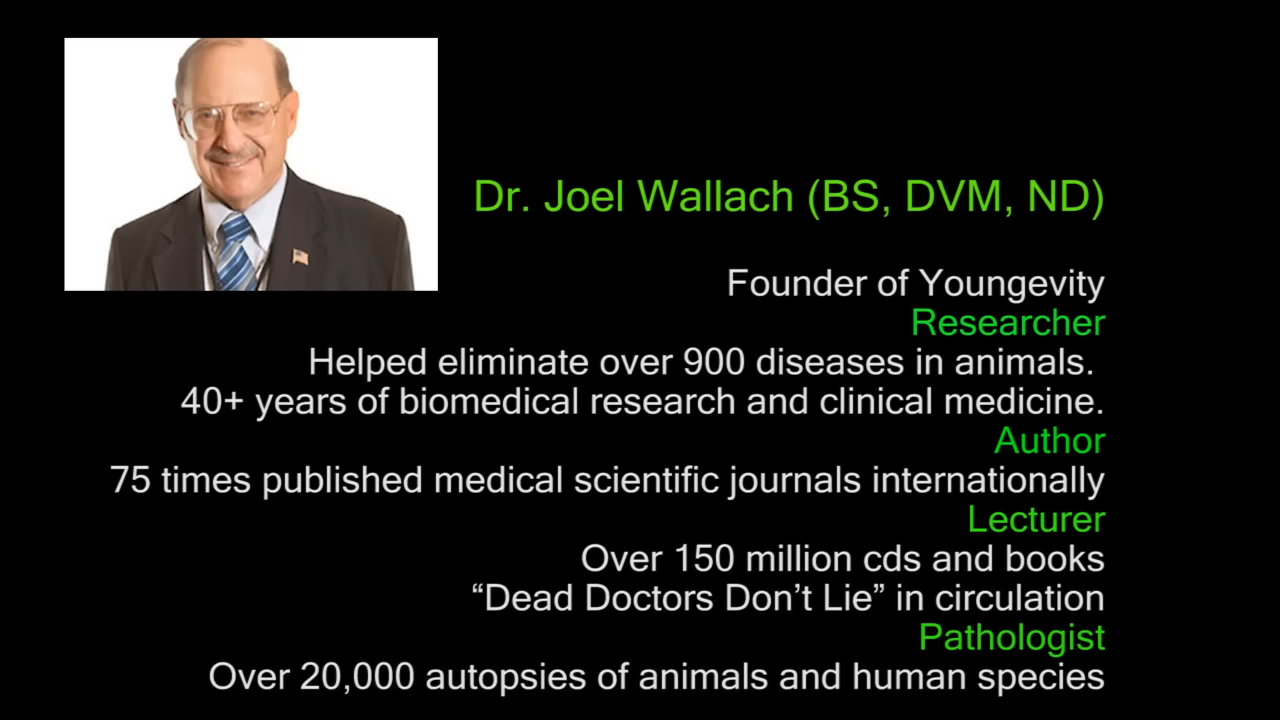 Dr. Joel Wallach (BS, DVM, ND)
Founder of Youngevity
Researcher
Helped eliminate over 900 diseases in animals.
40+ years of biomedical research and clinical medicine.
Author
75 times published medical scientific journals internationally
Lecturer
Over 150 million cds and books
“Dead Doctors Don’t Lie” in circulation
Pathologist
Over 20,000 autopsies of animals and human species